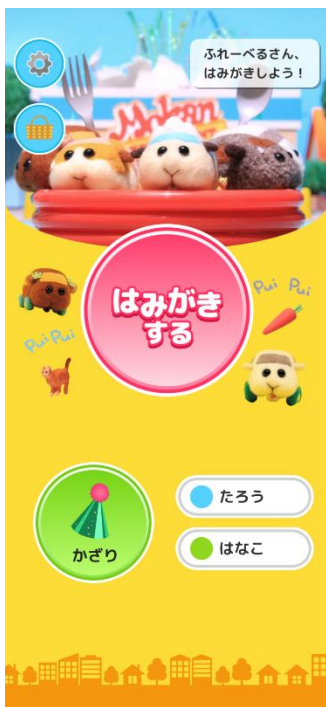 ふれーべるさん、
はみがきしよう！
Molcar
はみがき
する
Pui Pui
Pui Pui
かざり
たろう
はなこ